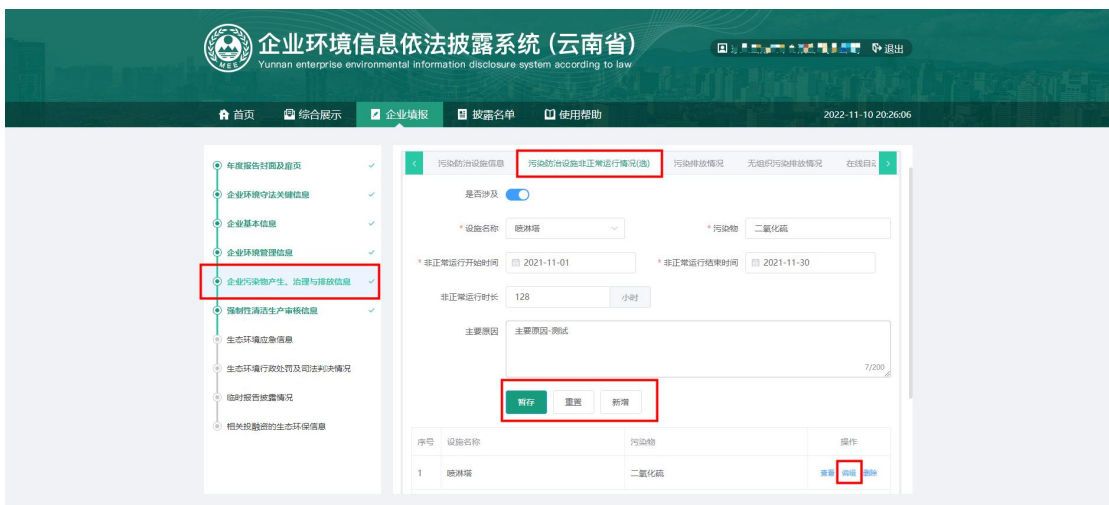 企业环境信息依法披露系统 (云南省)
Yunnan enterprise environmental information disclosure system according to law
MEE
退出
首页 综合展示 企业填报 披露名单 使用帮助 2022-11-10 20:26:06
年度报告封面及扉页
企业环境守法关键信息
企业基本信息
企业环境管理信息
企业污染物产生、治理与排放信息
强制性清洁生产审核信息
生态环境应急信息
生态环境行政处罚及司法判决情况
临时报告披露情况
相关投融资的生态环保信息
污染防治设施信息 污染防治设施非正常运行情况(选) 污染排放情况 无组织污染排放情况 在线自
是否涉及
* 设施名称 喷淋塔 * 污染物 二氧化硫
* 非正常运行开始时间 2021-11-01 * 非正常运行结束时间 2021-11-30
非正常运行时长 128 小时
主要原因 主要原因-测试
7/200
暂存 重置 新增
序号 设施名称 污染物 操作
1 喷淋塔 二氧化硫 查看 编辑 删除